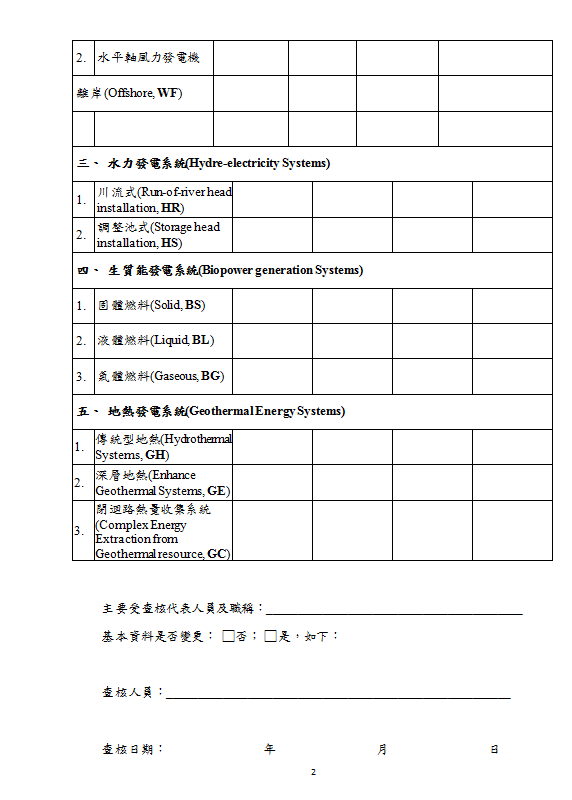 2. 水平軸風力發電機
離岸(Offshore, WF)
三、 水力發電系統(Hydre-electricity Systems)
1. 川流式(Run-of-river head
installation, HR)
2. 調整池式(Storage head
installation, HS)
四、 生質能發電系統(Biopower generation Systems)
1. 固體燃料(Solid, BS)
2. 液體燃料(Liquid, BL)
3. 氣體燃料(Gaseous, BG)
五、 地熱發電系統(Geothermal Energy Systems)
1. 傳統型地熱(Hydrothermal
Systems, GH)
2. 深層地熱(Enhance
Geothermal Systems, GE)
3. 閉迴路熱量收集系統
(Complex Energy
Extraction from
Geothermal resource, GC)
主要受查核代表人員及職稱：
基本資料是否變更： □否； □是，如下：
查核人員：
查核日期： 年 月 日
2